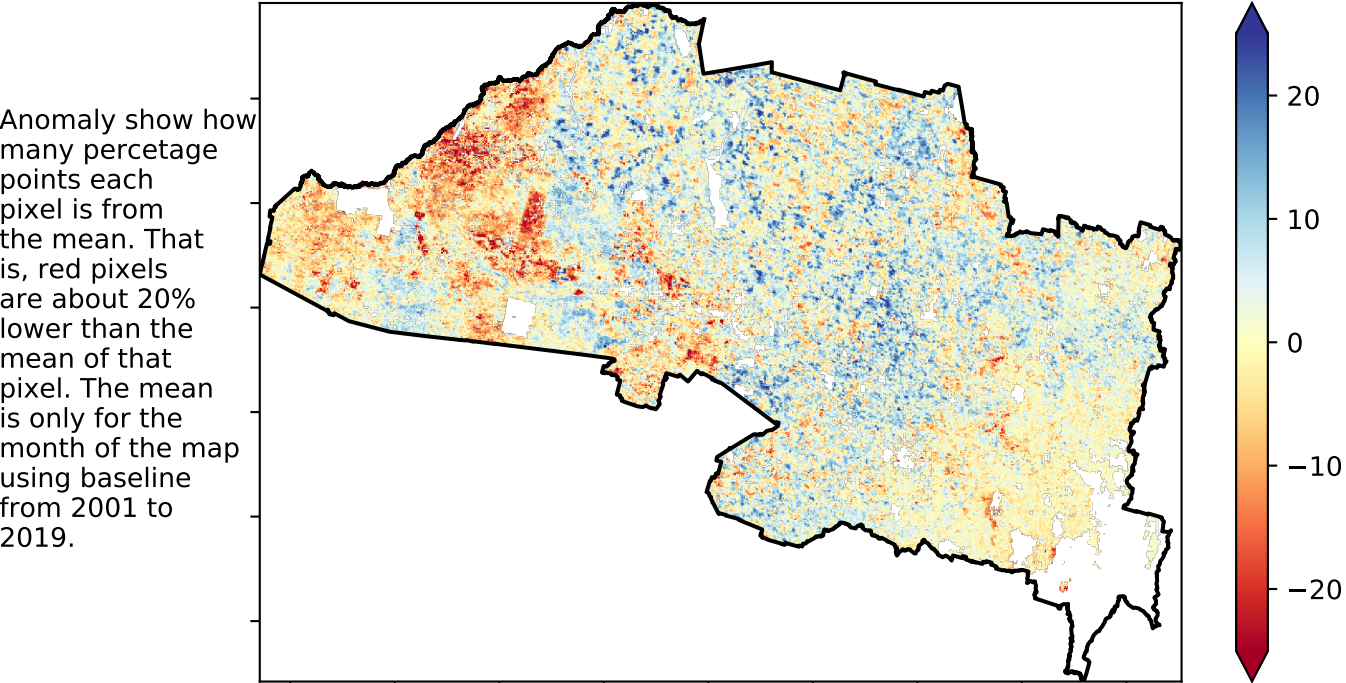 Anomaly show how
many percetage
points each
pixel is from
the mean. That
is, red pixels
are about 20%
lower than the
mean of that
pixel. The mean
is only for the
month of the map
using baseline
from 2001 to
2019.
20
10
0
−10
−20